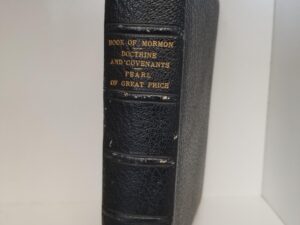 BOOK OF MORMON
DOCTRINE
AND COVENANTS
PEARL
OF GREAT PRICE